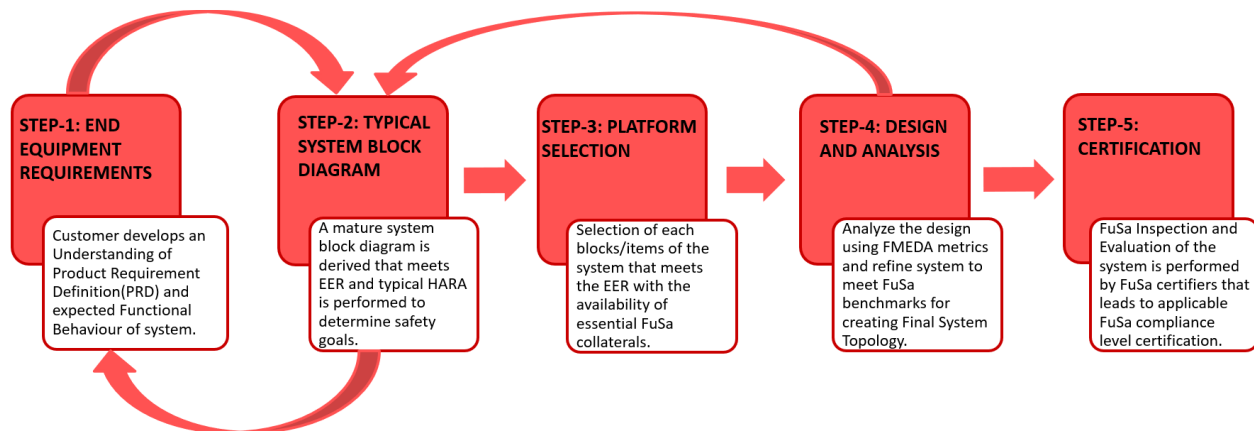 STEP-1: END
EQUIPMENT
REQUIREMENTS
Customer develops an
Understanding of
Product Requirement
Definition(PRD) and
expected Functional
Behaviour of system.
STEP-2: TYPICAL
SYSTEM BLOCK
DIAGRAM
A mature system
block diagram is
derived that meets
EER and typical HARA
is performed to
determine safety
goals.
STEP-3: PLATFORM
SELECTION
Selection of each
blocks/items of the
system that meets
the EER with the
availability of
essential FuSa
collaterals.
STEP-4: DESIGN
AND ANALYSIS
Analyze the design
using FMEDA metrics
and refine system to
meet FuSa
benchmarks for
creating Final System
Topology.
STEP-5:
CERTIFICATION
FuSa Inspection and
Evaluation of the
system is performed
by FuSa certifiers that
leads to applicable
FuSa compliance
level certification.